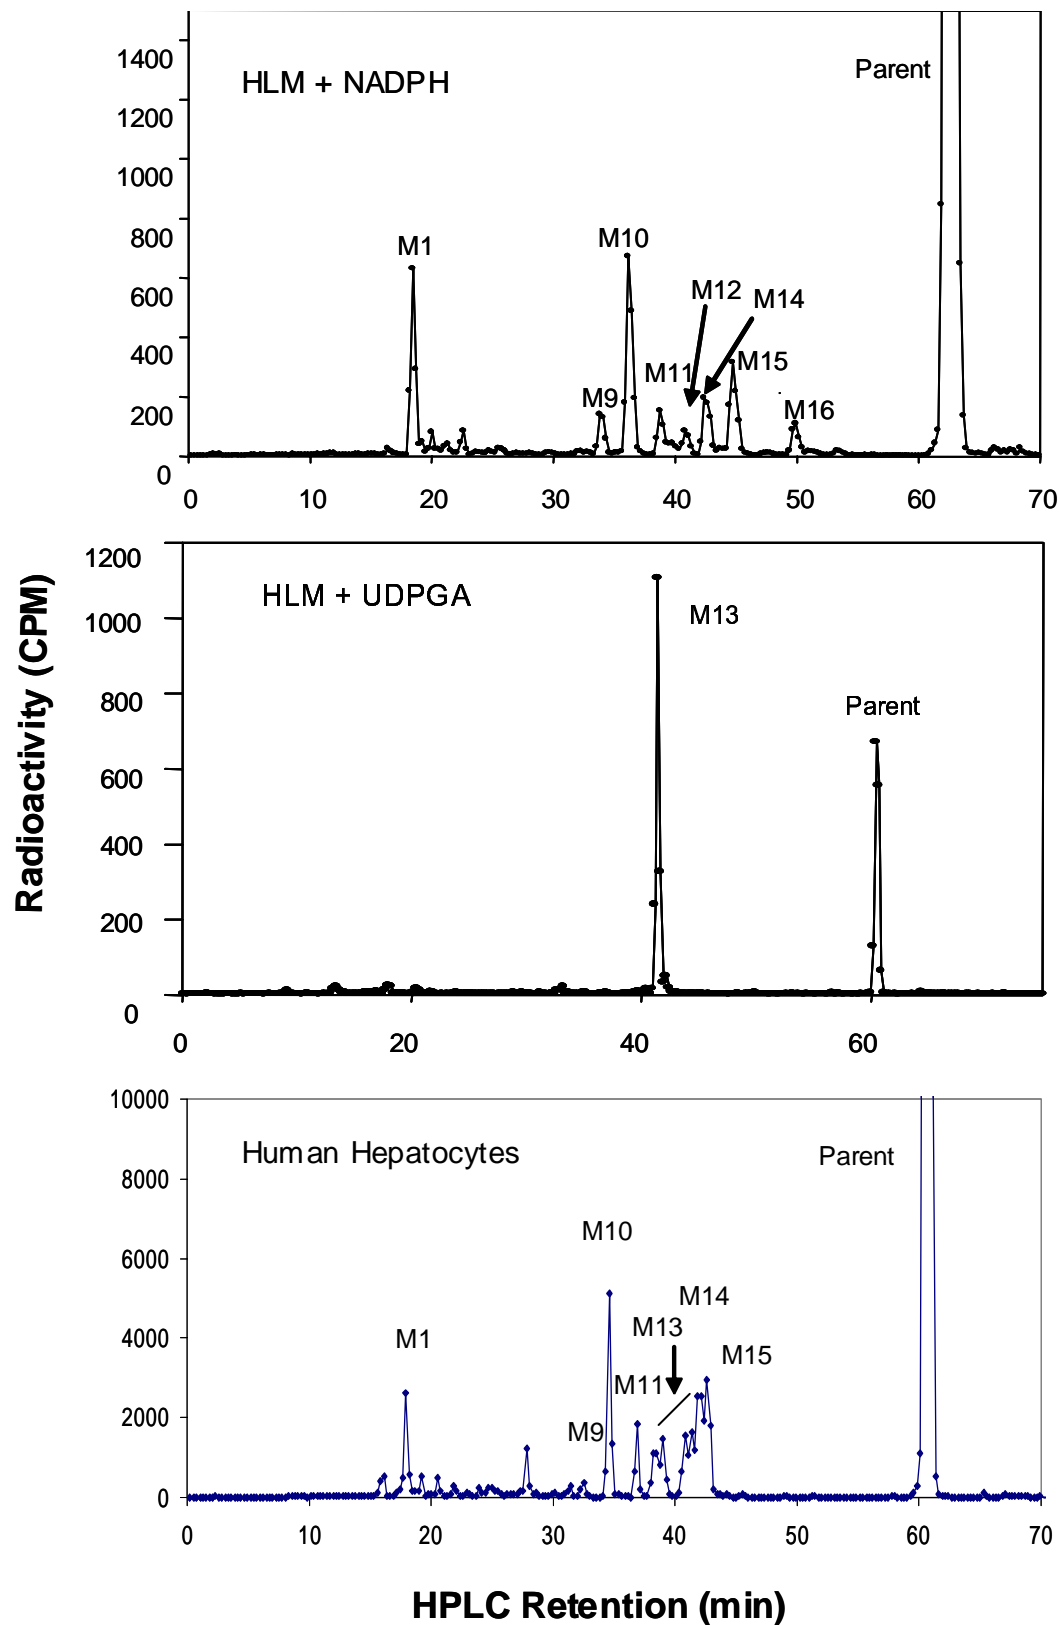 1400
1200
1000
800
600
400
200
0
HLM + NADPH
Parent
M1
M10
M12
M14
M11
M15
M9
M16
0 10 20 30 40 50 60 70
Radioactivity (CPM)
1200
1000
800
600
400
200
0
HLM + UDPGA
M13
Parent
0 20 40 60
10000
8000
6000
4000
2000
0
Human Hepatocytes
Parent
M10
M14
M13
M1
M15
M11
M9
0 10 20 30 40 50 60 70
HPLC Retention (min)